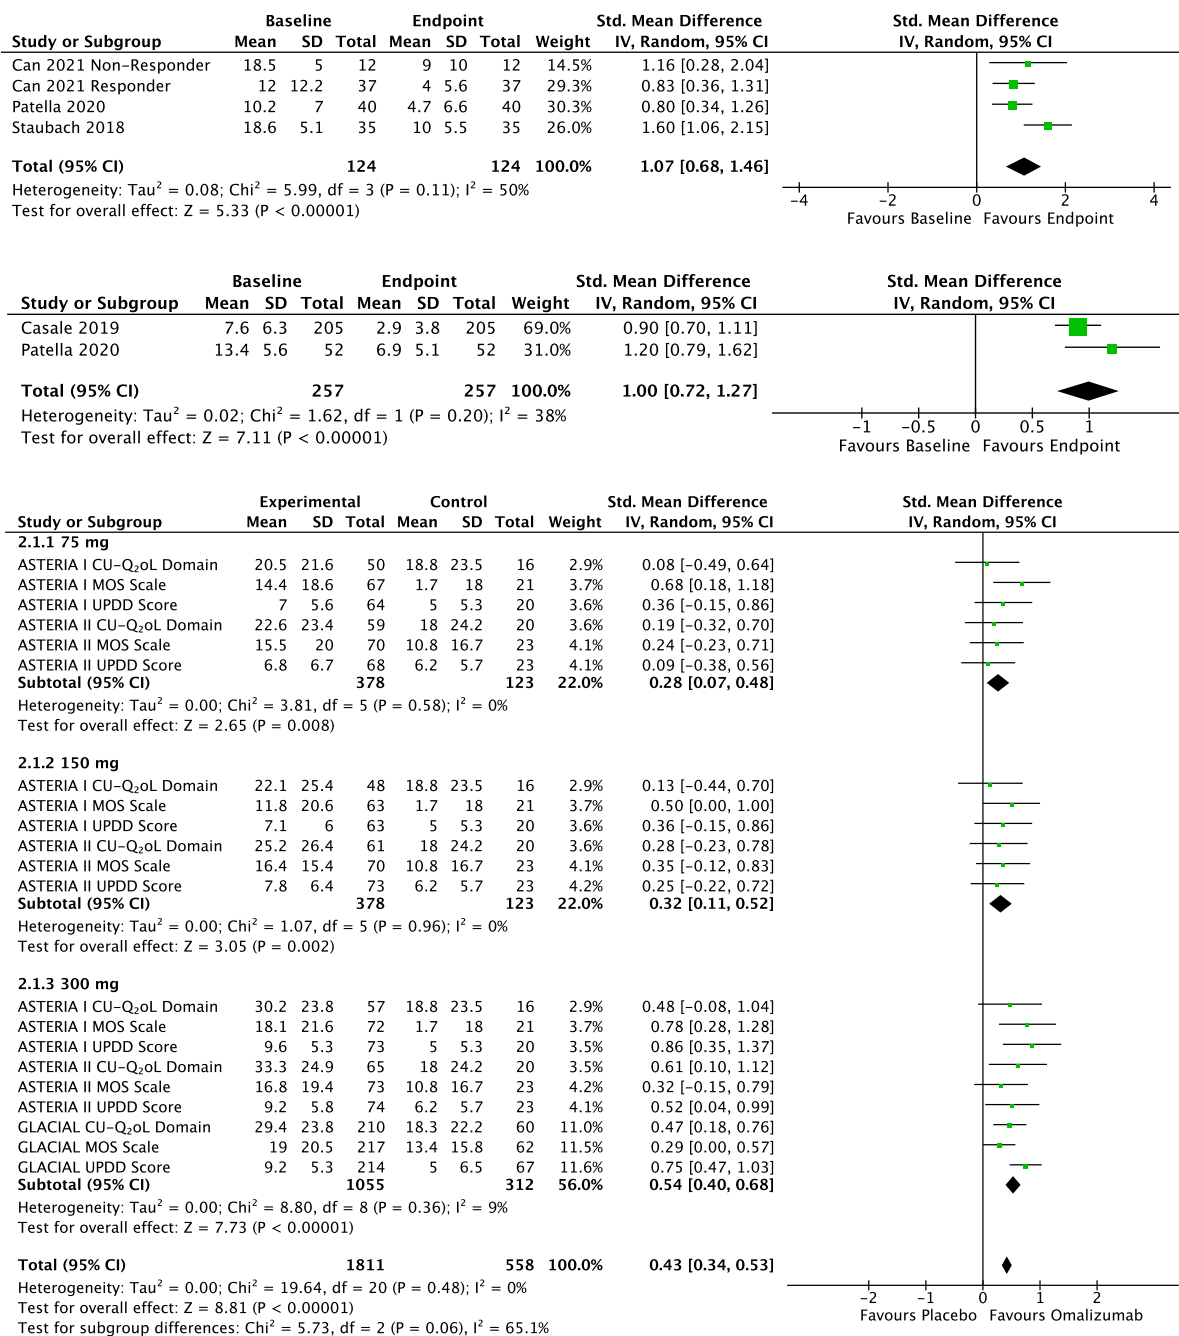 Baseline Endpoint Std. Mean Difference Std. Mean Difference
Study or Subgroup Mean SD Total Mean SD Total Weight IV, Random, 95% CI IV, Random, 95% CI
Can 2021 Non-Responder 18.5 5 12 9 10 12 14.5% 1.16 [0.28, 2.04]
Can 2021 Responder 12 12.2 37 4 5.6 37 29.3% 0.83 [0.36, 1.31]
Patella 2020 10.2 7 40 4.7 6.6 40 30.3% 0.80 [0.34, 1.26]
Staubach 2018 18.6 5.1 35 10 5.5 35 26.0% 1.60 [1.06, 2.15]
Total (95% CI) 124 124 100.0% 1.07 [0.68, 1.46]
Heterogeneity: Tau² = 0.08; Chi² = 5.99, df = 3 (P = 0.11); I² = 50%
Test for overall effect: Z = 5.33 (P < 0.00001)
−4 −2 0 2 4
Favours Baseline Favours Endpoint
Baseline Endpoint Std. Mean Difference Std. Mean Difference
Study or Subgroup Mean SD Total Mean SD Total Weight IV, Random, 95% CI IV, Random, 95% CI
Casale 2019 7.6 6.3 205 2.9 3.8 205 69.0% 0.90 [0.70, 1.11]
Patella 2020 13.4 5.6 52 6.9 5.1 52 31.0% 1.20 [0.79, 1.62]
Total (95% CI) 257 257 100.0% 1.00 [0.72, 1.27]
Heterogeneity: Tau² = 0.02; Chi² = 1.62, df = 1 (P = 0.20); I² = 38%
Test for overall effect: Z = 7.11 (P < 0.00001)
−1 −0.5 0 0.5 1
Favours Baseline Favours Endpoint
Experimental Control Std. Mean Difference Std. Mean Difference
Study or Subgroup Mean SD Total Mean SD Total Weight IV, Random, 95% CI IV, Random, 95% CI
2.1.1 75 mg
ASTERIA I CU−Q₂oL Domain 20.5 21.6 50 18.8 23.5 16 2.9% 0.08 [−0.49, 0.64]
ASTERIA I MOS Scale 14.4 18.6 67 1.7 18 21 3.7% 0.68 [0.18, 1.18]
ASTERIA I UPDD Score 7 5.6 64 5 5.3 20 3.6% 0.36 [−0.15, 0.86]
ASTERIA II CU−Q₂oL Domain 22.6 23.4 59 18 24.2 20 3.6% 0.19 [−0.32, 0.70]
ASTERIA II MOS Scale 15.5 20 70 10.8 16.7 23 4.1% 0.24 [−0.23, 0.71]
ASTERIA II UPDD Score 6.8 6.7 68 6.2 5.7 23 4.1% 0.09 [−0.38, 0.56]
Subtotal (95% CI) 378 123 22.0% 0.28 [0.07, 0.48]
Heterogeneity: Tau² = 0.00; Chi² = 3.81, df = 5 (P = 0.58); I² = 0%
Test for overall effect: Z = 2.65 (P = 0.008)
2.1.2 150 mg
ASTERIA I CU−Q₂oL Domain 22.1 25.4 48 18.8 23.5 16 2.9% 0.13 [−0.44, 0.70]
ASTERIA I MOS Scale 11.8 20.6 63 1.7 18 21 3.7% 0.50 [0.00, 1.00]
ASTERIA I UPDD Score 7.1 6 63 5 5.3 20 3.6% 0.36 [−0.15, 0.86]
ASTERIA II CU−Q₂oL Domain 25.2 26.4 61 18 24.2 20 3.6% 0.28 [−0.23, 0.78]
ASTERIA II MOS Scale 16.4 15.4 70 10.8 16.7 23 4.1% 0.35 [−0.12, 0.83]
ASTERIA II UPDD Score 7.8 6.4 73 6.2 5.7 23 4.2% 0.25 [−0.22, 0.72]
Subtotal (95% CI) 378 123 22.0% 0.32 [0.11, 0.52]
Heterogeneity: Tau² = 0.00; Chi² = 1.07, df = 5 (P = 0.96); I² = 0%
Test for overall effect: Z = 3.05 (P = 0.002)
2.1.3 300 mg
ASTERIA I CU−Q₂oL Domain 30.2 23.8 57 18.8 23.5 16 2.9% 0.48 [−0.08, 1.04]
ASTERIA I MOS Scale 18.1 21.6 72 1.7 18 21 3.7% 0.78 [0.28, 1.28]
ASTERIA I UPDD Score 9.6 5.3 73 5 5.3 20 3.5% 0.86 [0.35, 1.37]
ASTERIA II CU−Q₂oL Domain 33.3 24.9 65 18 24.2 20 3.6% 0.61 [0.10, 1.12]
ASTERIA II MOS Scale 16.8 19.4 73 10.8 16.7 23 4.2% 0.32 [−0.15, 0.79]
ASTERIA II UPDD Score 9.2 5.8 74 6.2 5.7 23 4.1% 0.52 [0.04, 0.99]
GLACIAL CU−Q₂oL Domain 29.4 23.8 210 18.3 22.2 60 11.0% 0.47 [0.18, 0.76]
GLACIAL MOS Scale 19 20.5 217 13.4 15.8 62 11.5% 0.29 [0.00, 0.57]
GLACIAL UPDD Score 9.2 5.3 214 5 6.5 67 11.6% 0.75 [0.47, 1.03]
Subtotal (95% CI) 1055 312 56.0% 0.54 [0.40, 0.68]
Heterogeneity: Tau² = 0.00; Chi² = 8.80, df = 8 (P = 0.36); I² = 9%
Test for overall effect: Z = 7.73 (P < 0.00001)
Total (95% CI) 1811 558 100.0% 0.43 [0.34, 0.53]
Heterogeneity: Tau² = 0.00; Chi² = 19.64, df = 20 (P = 0.48); I² = 0%
Test for overall effect: Z = 8.81 (P < 0.00001)
Test for subgroup differences: Chi² = 5.73, df = 2 (P = 0.06), I² = 65.1%
−2 −1 0 1 2
Favours Placebo Favours Omalizumab